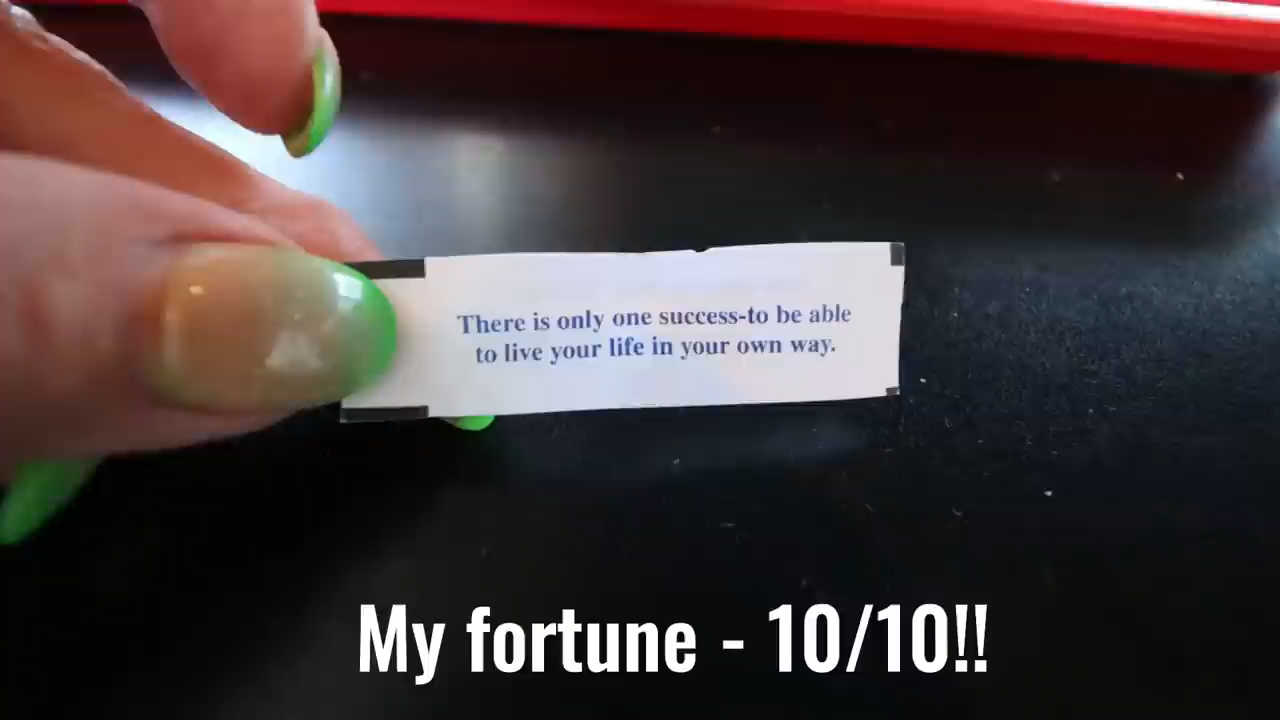 There is only one success-to be able
to live your life in your own way.
My fortune - 10/10!!